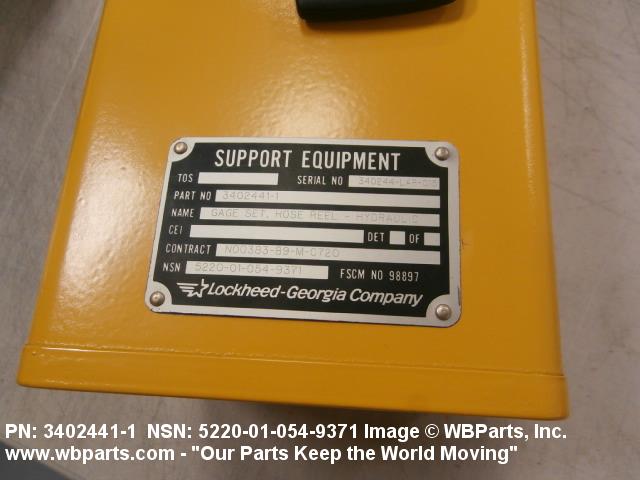 SUPPORT EQUIPMENT
TOS SERIAL NO
PART NO 3402441-1
NAME GAGE SET, HOSE REEL - HYDRAULIC
CEI DET OF
CONTRACT N00383-89-M-C720
NSN 5220-01-054-9371 FSCM NO 98897
Lockheed-Georgia Company
PN: 3402441-1 NSN: 5220-01-054-9371 Image © WBParts, Inc.
www.wbparts.com - "Our Parts Keep the World Moving"